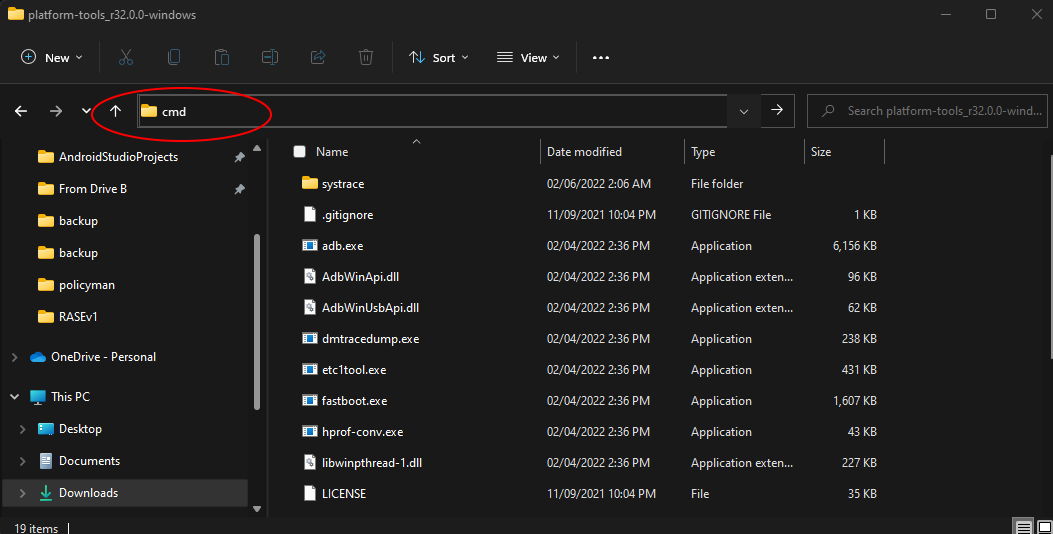 platform-tools_r32.0.0-windows
New Sort View
cmd Search platform-tools_r32.0.0-wind...
Name Date modified Type Size
AndroidStudioProjects
From Drive B
backup
backup
policyman
RASEv1
OneDrive - Personal
This PC
Desktop
Documents
Downloads
systrace 02/06/2022 2:06 AM File folder
.gitignore 11/09/2021 10:04 PM GITIGNORE File 1 KB
adb.exe 02/04/2022 2:36 PM Application 6,156 KB
AdbWinApi.dll 02/04/2022 2:36 PM Application exten... 96 KB
AdbWinUsbApi.dll 02/04/2022 2:36 PM Application exten... 62 KB
dmtracedump.exe 02/04/2022 2:36 PM Application 238 KB
etc1tool.exe 02/04/2022 2:36 PM Application 431 KB
fastboot.exe 02/04/2022 2:36 PM Application 1,607 KB
hprof-conv.exe 02/04/2022 2:36 PM Application 43 KB
libwinpthread-1.dll 02/04/2022 2:36 PM Application exten... 227 KB
LICENSE 11/09/2021 10:04 PM File 35 KB
19 items